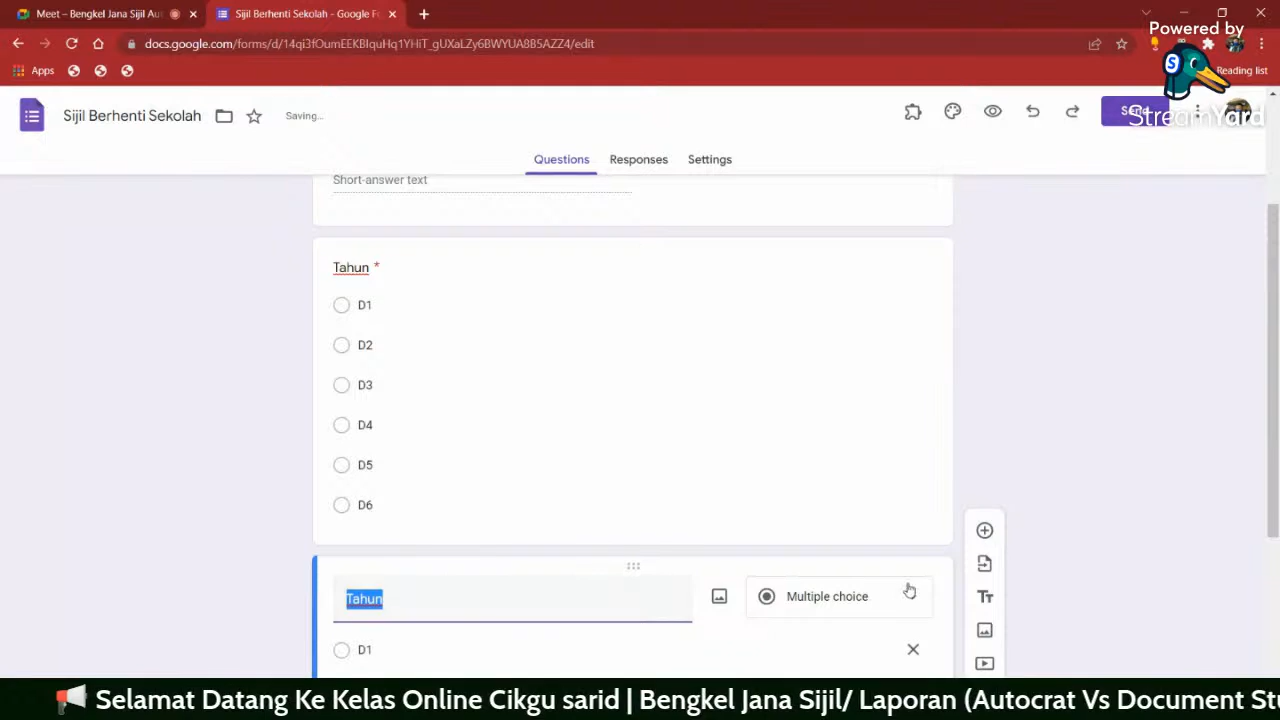 Meet – Bengkel Jana Sijil Aut
Sijil Berhenti Sekolah - Google F
Powered by
docs.google.com/forms/d/14qi3fOumEEKBIquHq1YHiT_gUXaLZy6BWYUA8B5AZZ4/edit
Apps
Reading list
Sijil Berhenti Sekolah
Saving...
Send
StreamYard
Questions
Responses
Settings
Short-answer text
Tahun *
D1
D2
D3
D4
D5
D6
Tahun
Multiple choice
D1
Selamat Datang Ke Kelas Online Cikgu sarid | Bengkel Jana Sijil/ Laporan (Autocrat Vs Document St